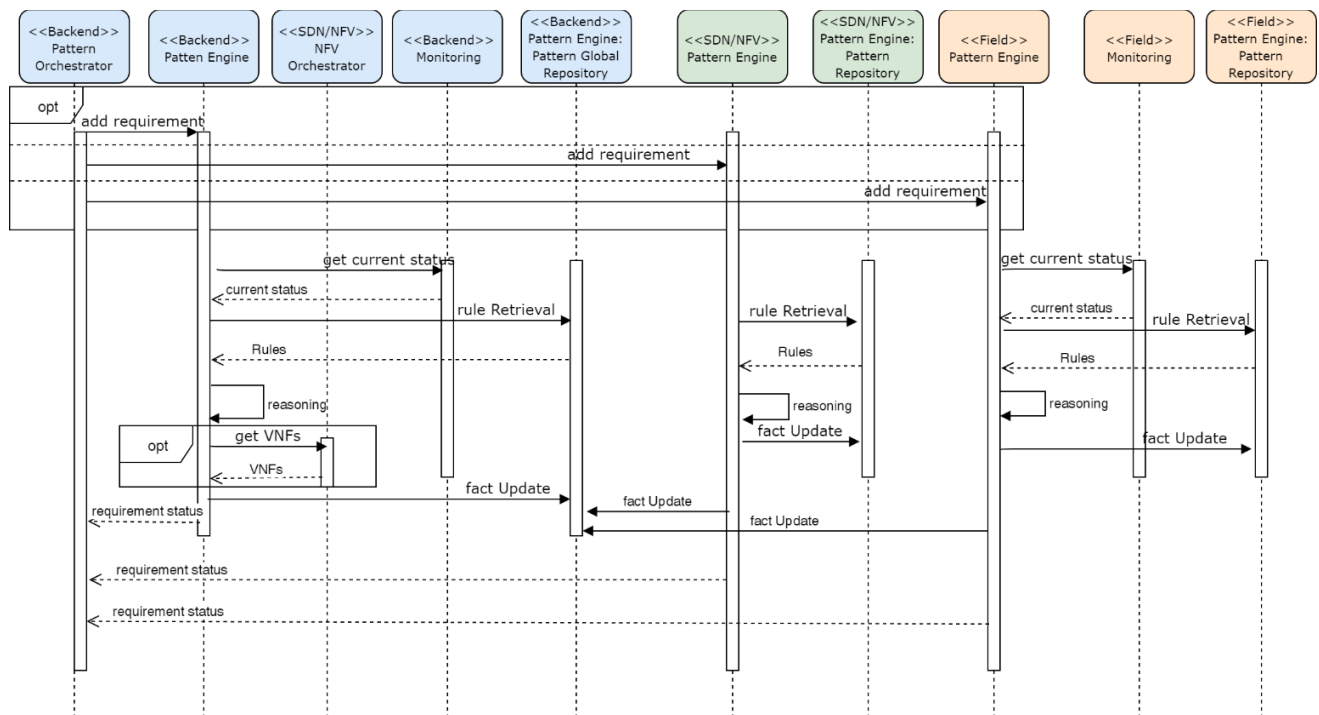 <<Backend>>
Pattern
Orchestrator
<<Backend>>
Patten Engine
<<SDN/NFV>>
NFV
Orchestrator
<<Backend>>
Monitoring
<<Backend>>
Pattern Engine:
Pattern Global
Repository
<<SDN/NFV>>
Pattern Engine
<<SDN/NFV>>
Pattern Engine:
Pattern
Repository
<<Field>>
Pattern Engine
<<Field>>
Monitoring
<<Field>>
Pattern Engine:
Pattern
Repository
opt
add requirement
add requirement
add requirement
get current status
get current status
current status
current status
rule Retrieval
rule Retrieval
rule Retrieval
Rules
Rules
Rules
reasoning
reasoning
reasoning
opt
get VNFs
fact Update
fact Update
VNFs
fact Update
fact Update
requirement status
fact Update
requirement status
requirement status